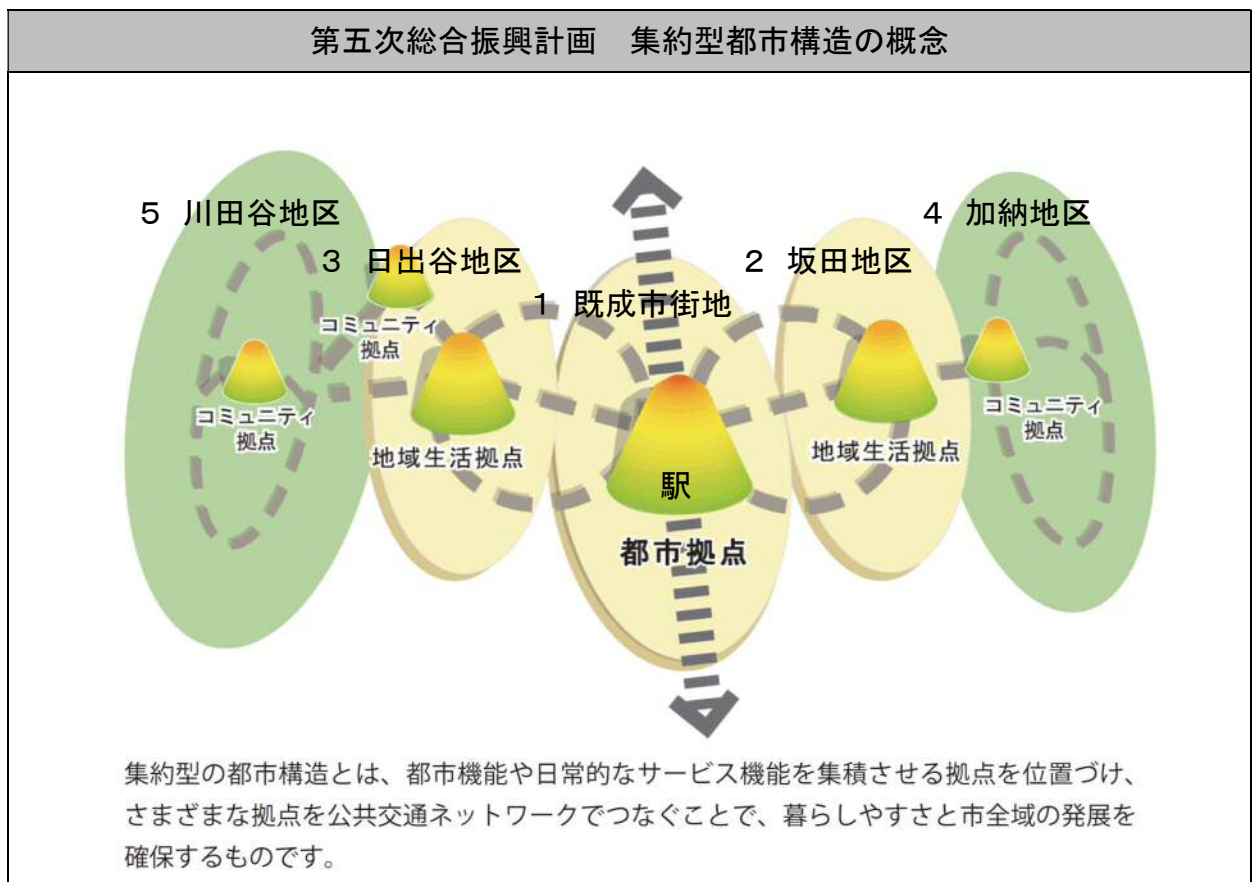 第五次総合振興計画　集約型都市構造の概念
５　川田谷地区
４　加納地区
３　日出谷地区
２　坂田地区
１　既成市街地
コミュニティ
拠点
コミュニティ
拠点
地域生活拠点
駅
都市拠点
地域生活拠点
コミュニティ
拠点
集約型の都市構造とは、都市機能や日常的なサービス機能を集積させる拠点を位置づけ、
さまざまな拠点を公共交通ネットワークでつなぐことで、暮らしやすさと市全域の発展を
確保するものです。